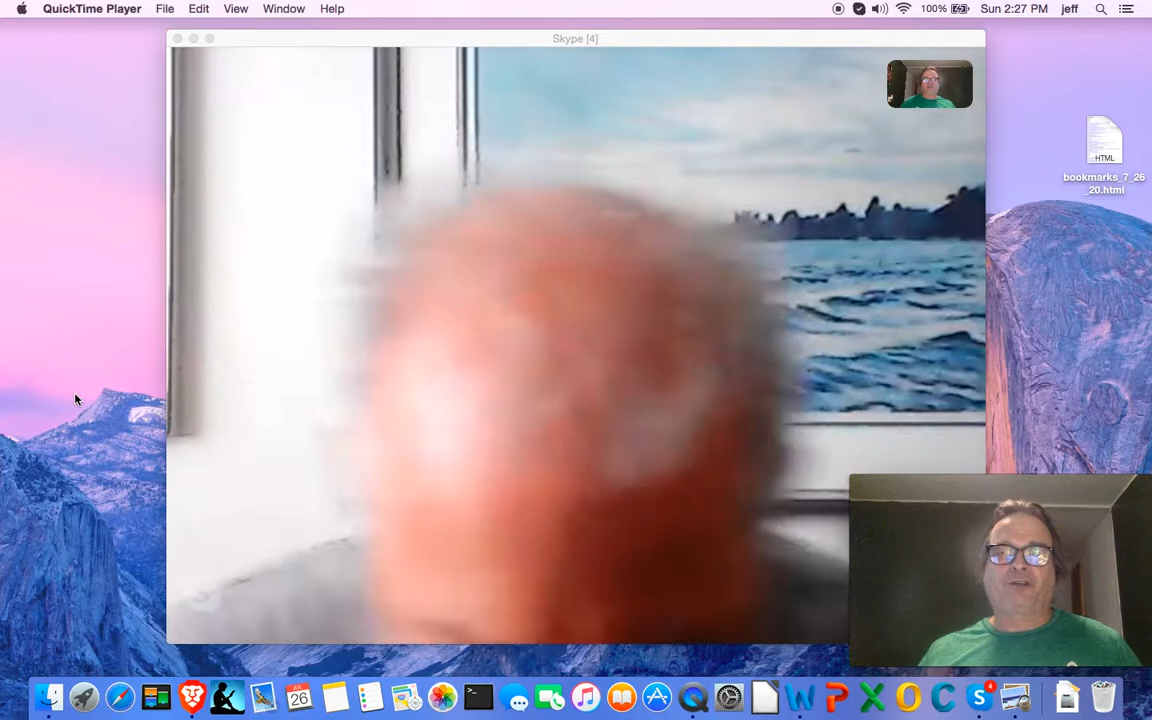 QuickTime Player File Edit View Window Help 100% Sun 2:27 PM jeff
Skype [4]
HTML
bookmarks_7_26
_20.html
26
4